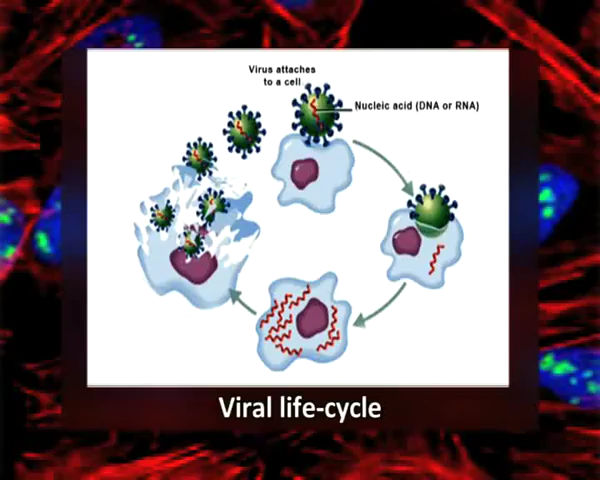 Virus attaches
to a cell
Nucleic acid (DNA or RNA)
Viral life-cycle